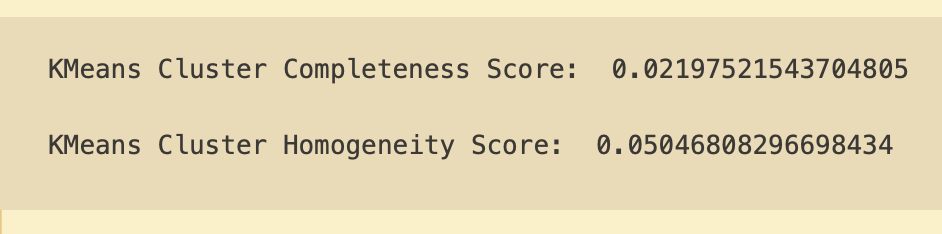 KMeans Cluster Completeness Score:  0.02197521543704805
KMeans Cluster Homogeneity Score:  0.05046808296698434